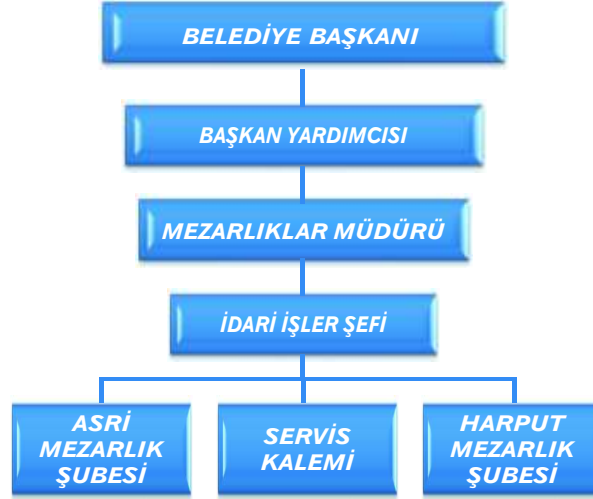 BELEDİYE BAŞKANI
BAŞKAN YARDIMCISI
MEZARLIKLAR MÜDÜRÜ
İDARİ İŞLER ŞEFİ
ASRİ
MEZARLIK
ŞUBESİ
SERVİS
KALEMİ
HARPUT
MEZARLIK
ŞUBESİ